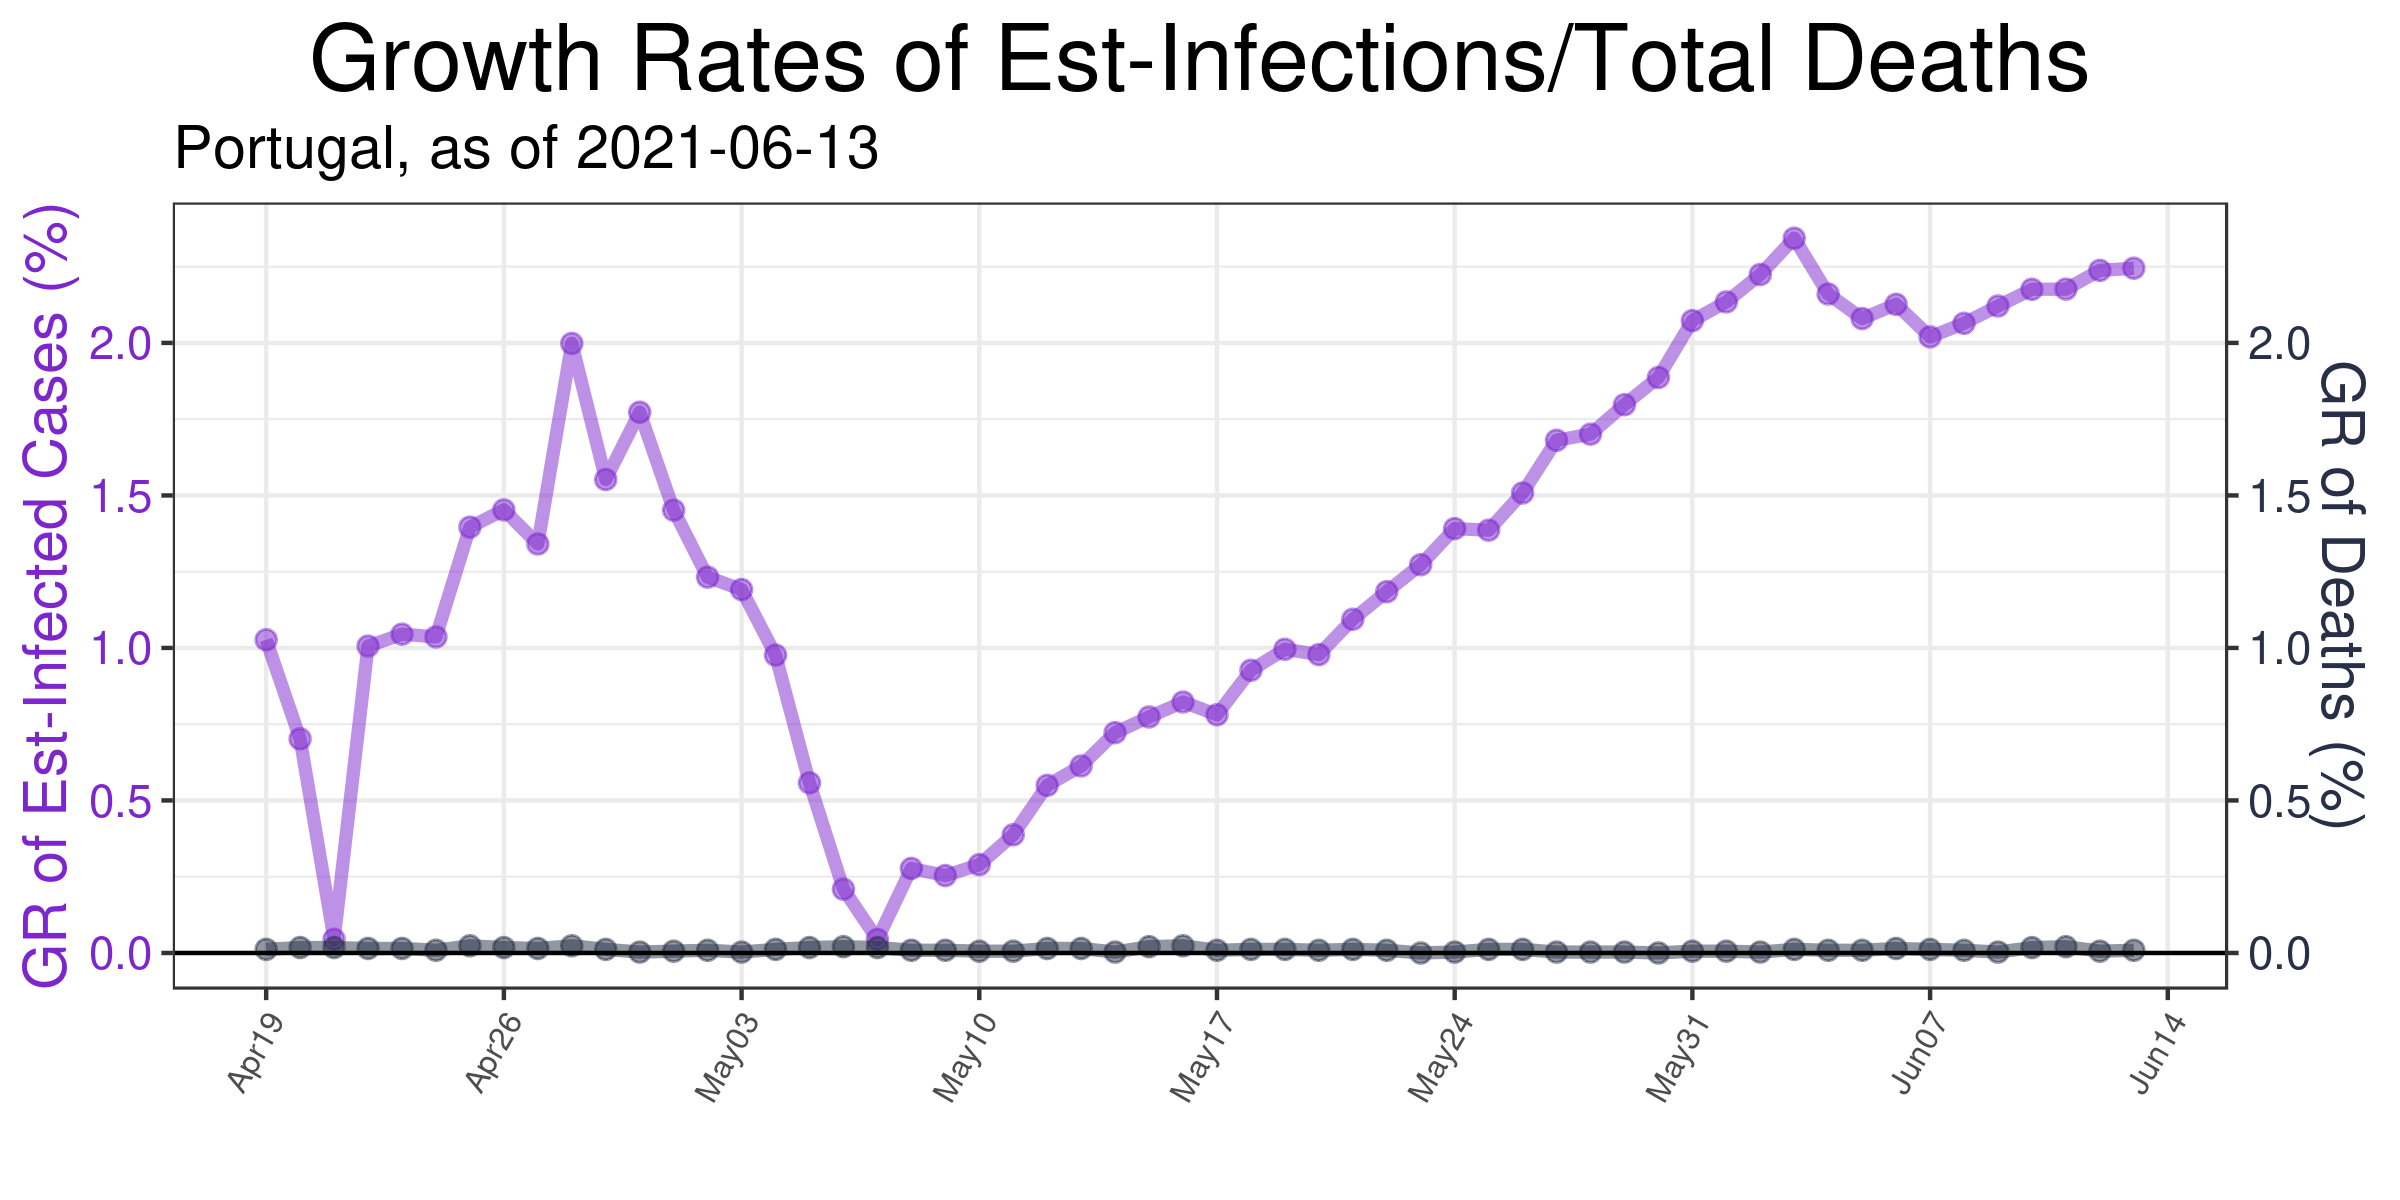 Growth Rates of Est-Infections/Total Deaths
Portugal, as of 2021-06-13
GR of Est-Infected Cases (%)
2.0
1.5
1.0
0.5
0.0
2.0
1.5
1.0
0.5
0.0
GR of Deaths (%)
Apr19
Apr26
May03
May10
May17
May24
May31
Jun07
Jun14